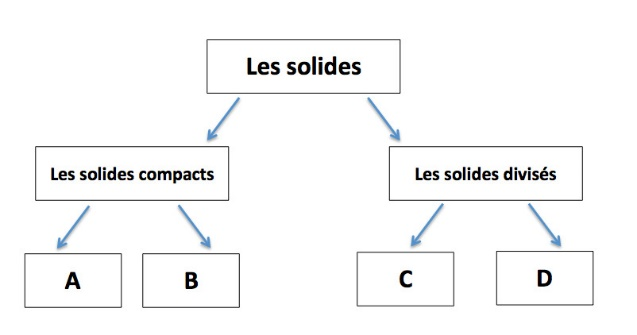 Les solides
Les solides compacts
Les solides divisés
A
B
C
D